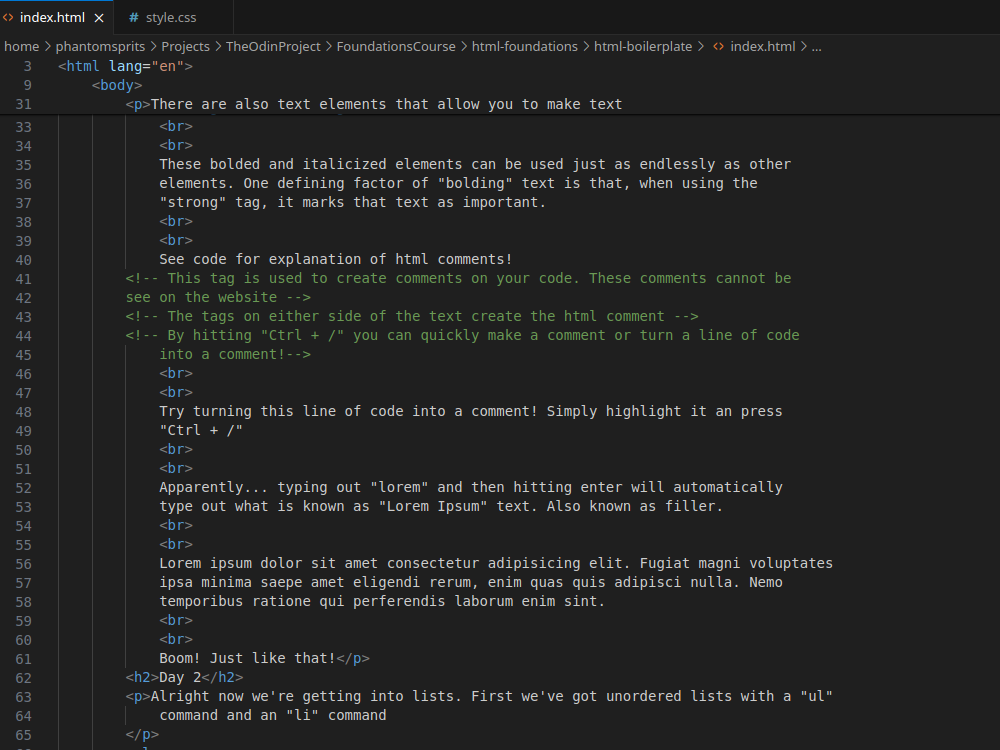 index.html
style.css
home > phantomsprits > Projects > TheOdinProject > FoundationsCourse > html-foundations > html-boilerplate > index.html > ...
3 <html lang="en">
9 <body>
31 <p>There are also text elements that allow you to make text
33 <br>
34 <br>
35 These bolded and italicized elements can be used just as endlessly as other
36 elements. One defining factor of "bolding" text is that, when using the
37 "strong" tag, it marks that text as important.
38 <br>
39 <br>
40 See code for explanation of html comments!
41 <!-- This tag is used to create comments on your code. These comments cannot be
42 see on the website -->
43 <!-- The tags on either side of the text create the html comment -->
44 <!-- By hitting "Ctrl + /" you can quickly make a comment or turn a line of code
45 into a comment!-->
46 <br>
47 <br>
48 Try turning this line of code into a comment! Simply highlight it an press
49 "Ctrl + /"
50 <br>
51 <br>
52 Apparently... typing out "lorem" and then hitting enter will automatically
53 type out what is known as "Lorem Ipsum" text. Also known as filler.
54 <br>
55 <br>
56 Lorem ipsum dolor sit amet consectetur adipisicing elit. Fugiat magni voluptates
57 ipsa minima saepe amet eligendi rerum, enim quas quis adipisci nulla. Nemo
58 temporibus ratione qui perferendis laborum enim sint.
59 <br>
60 <br>
61 Boom! Just like that!</p>
62 <h2>Day 2</h2>
63 <p>Alright now we're getting into lists. First we've got unordered lists with a "ul"
64 command and an "li" command
65 </p>